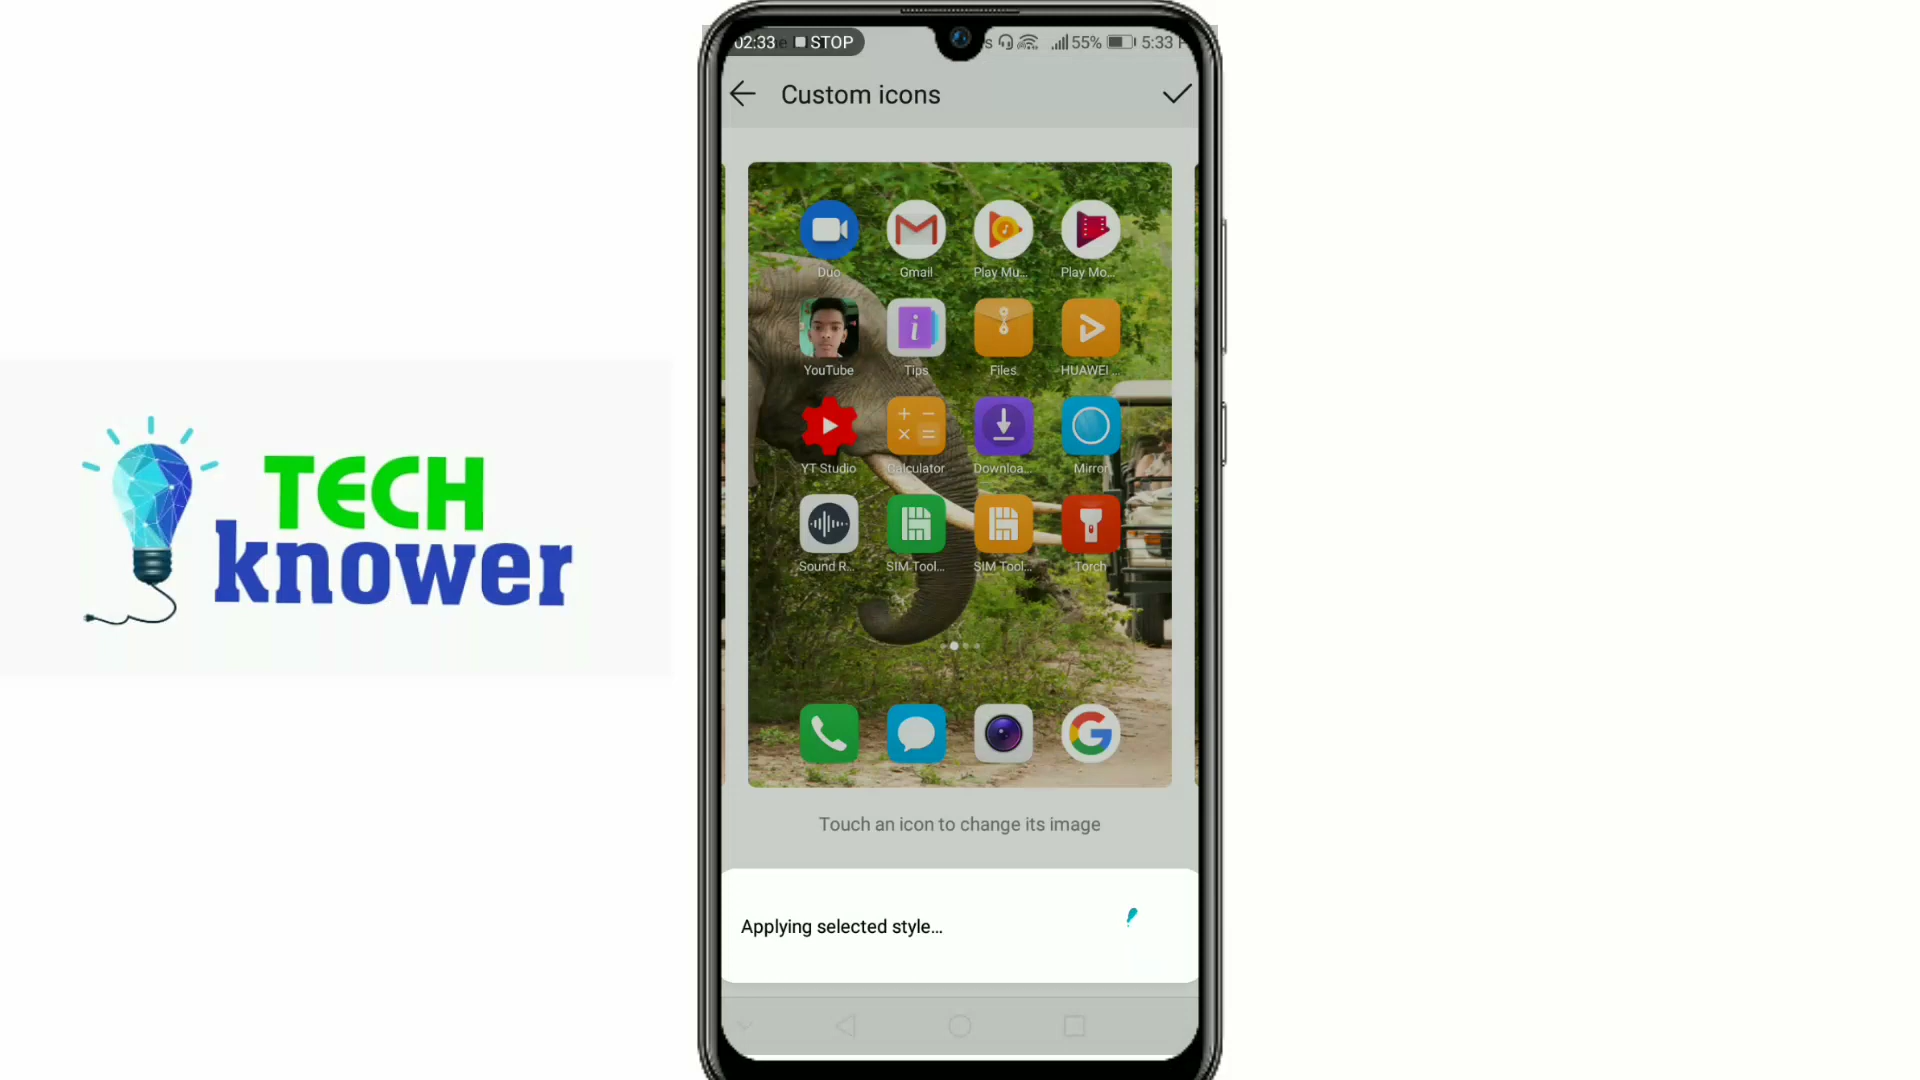 TECH
knower
02:33 STOP
55% 5:33
Custom icons
Duo Gmail Play Mu... Play Mo...
YouTube Tips Files HUAWEI ...
YT Studio Calculator Downloa... Mirror
Sound R... SIM Tool... SIM Tool... Torch
Touch an icon to change its image
Applying selected style...